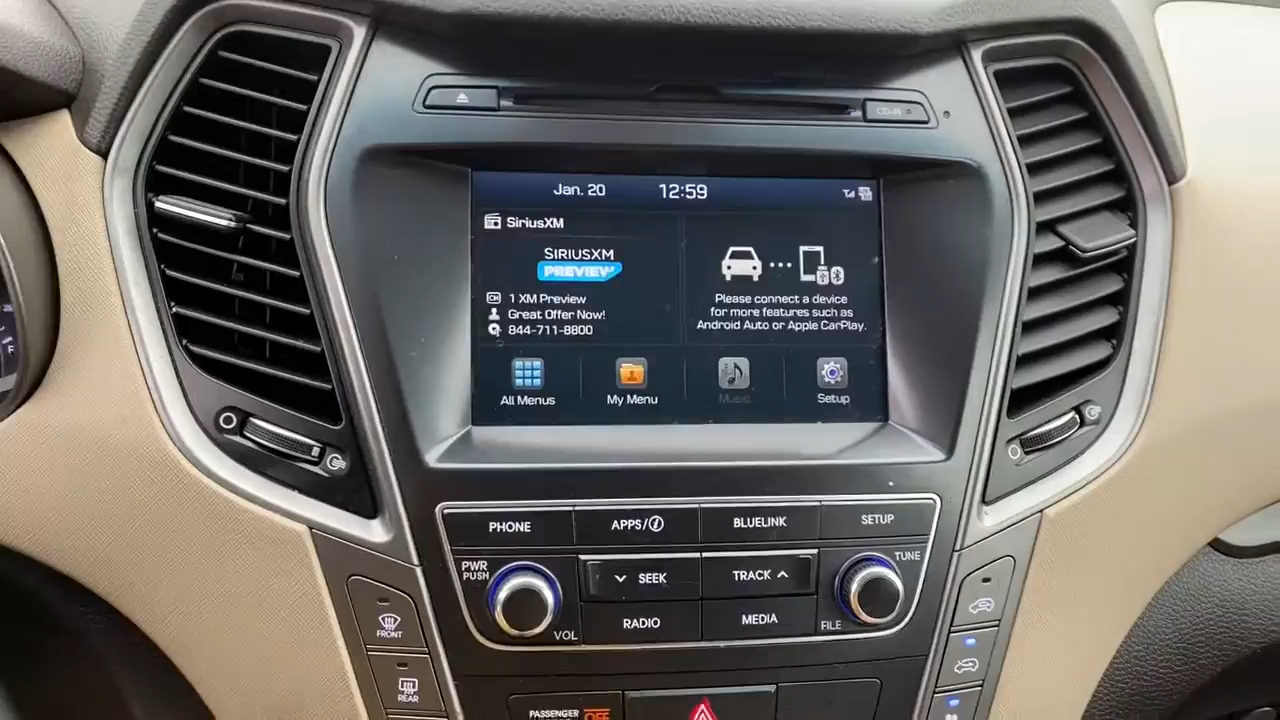 CD-IN
Jan. 20 12:59
SiriusXM
SIRIUSXM
PREVIEW
CH 1 XM Preview
Great Offer Now!
844-711-8800
Please connect a device
for more features such as
Android Auto or Apple CarPlay.
All Menus
My Menu
Music
Setup
PHONE
APPS/i
BLUELINK
SETUP
PWR
PUSH
VOL
SEEK
TRACK
TUNE
FILE
RADIO
MEDIA
FRONT
REAR
PASSENGER
OFF